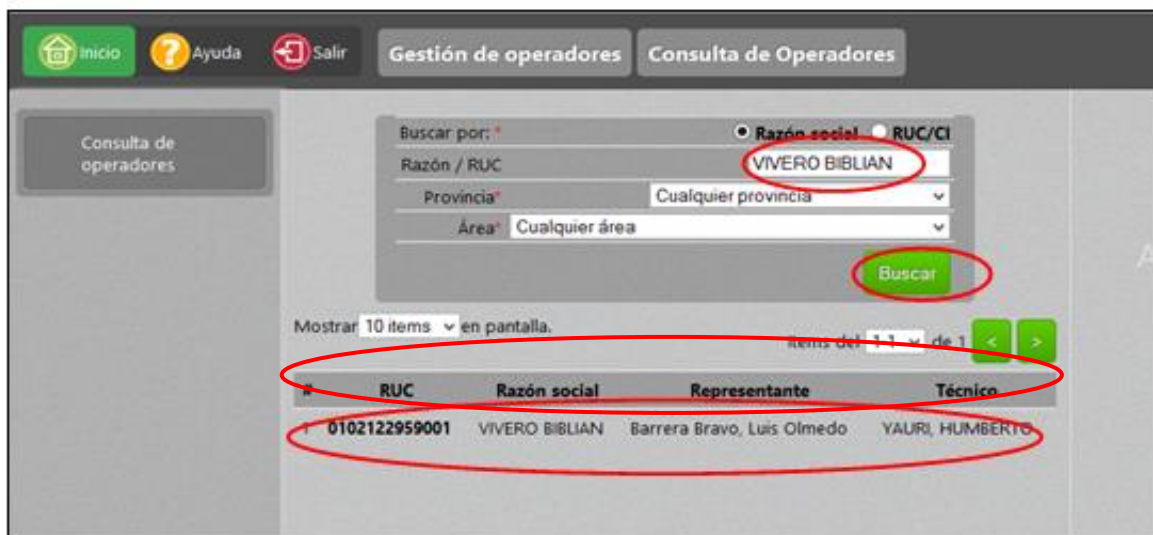 Inicio Ayuda Salir Gestión de operadores Consulta de Operadores
Consulta de
operadores
Buscar por: * Razón social RUC/CI
Razón / RUC VIVERO BIBLIAN
Provincia* Cualquier provincia
Área* Cualquier área
Buscar
Mostrar 10 items en pantalla.
Items del 1-1 de 1 < >
# RUC Razón social Representante Técnico
1 0102122959001 VIVERO BIBLIAN Barrera Bravo, Luis Olmedo YAURI, HUMBERTO
A